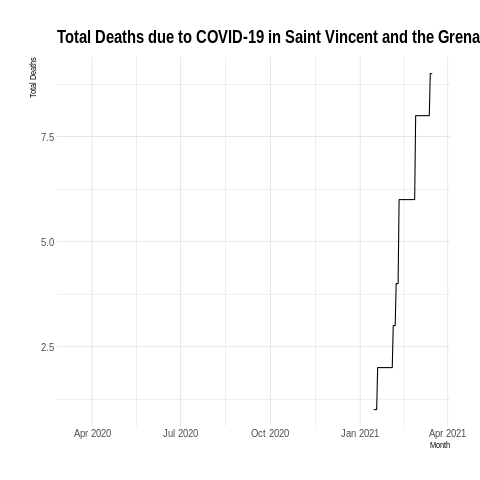 Total Deaths due to COVID-19 in Saint Vincent and the Grena
Total Deaths
7.5
5.0
2.5
Apr 2020 Jul 2020 Oct 2020 Jan 2021 Apr 2021
Month